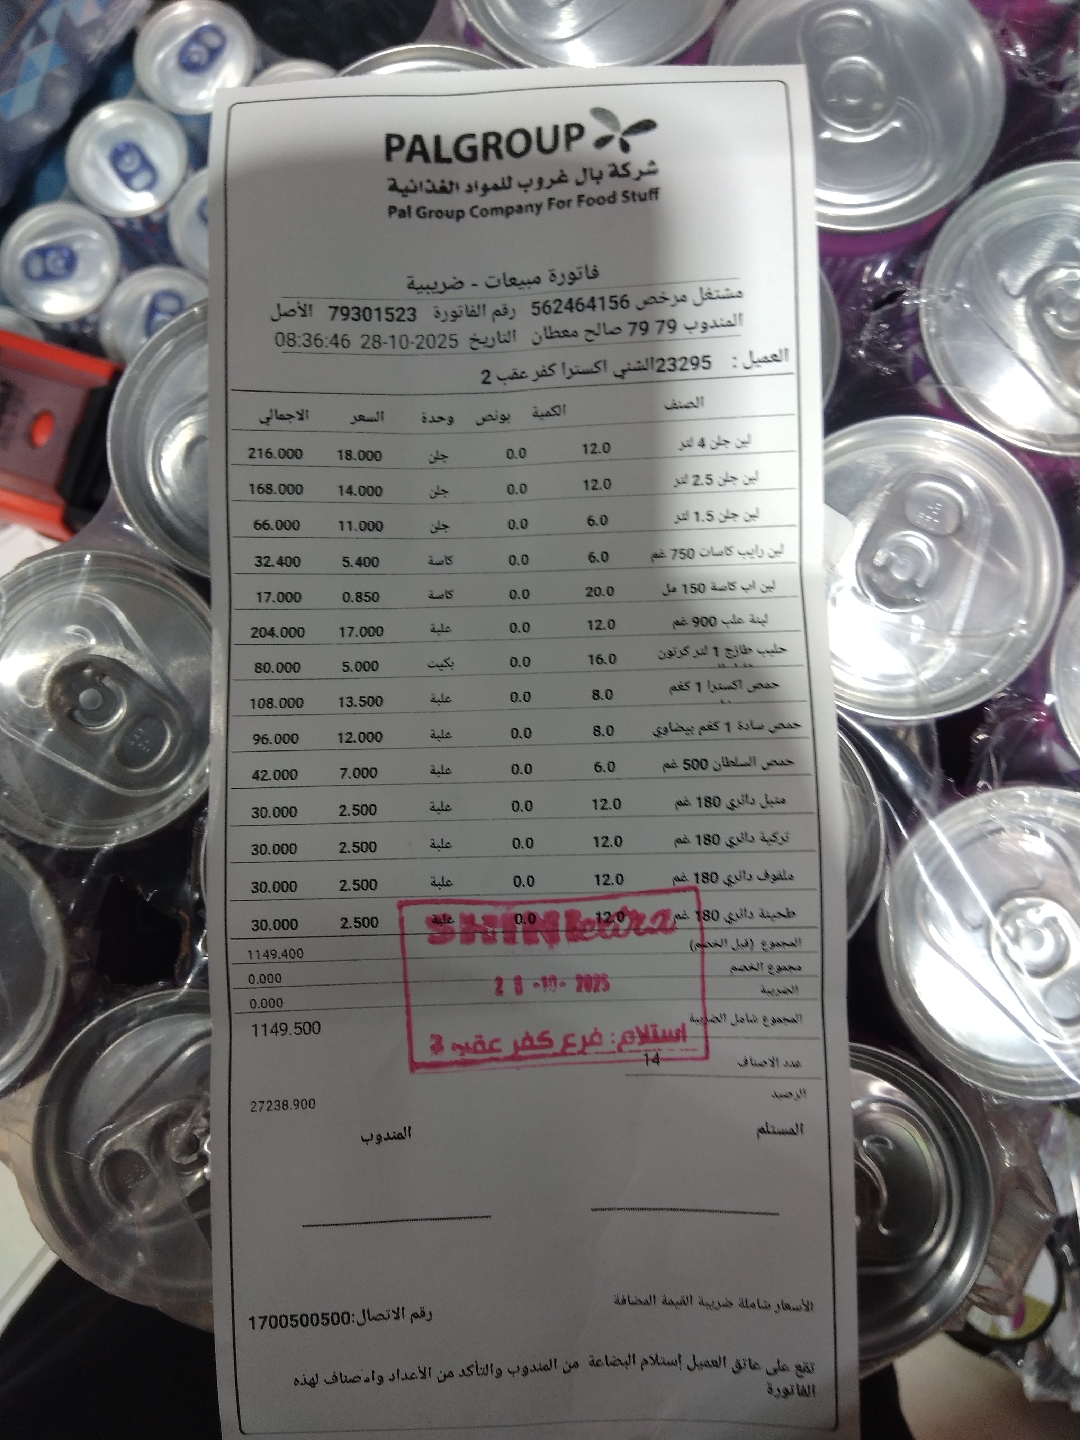 PALGROUP
شركة بال غروب للمواد الغذائية
Pal Group Company For Food Stuff
فاتورة مبيعات - ضريبية
مشتغل مرخص 562464156 رقم الفاتورة 79301523 الأصل
المندوب 79 79 صالح معطان التاريخ 28-10-2025 08:36:46
العميل : 23295الشني اكسترا كفر عقب 2
الصنف الكمية بونص وحدة السعر الاجمالي
لبن جلن 4 لتر 12.0 0.0 جلن 18.000 216.000
لبن جلن 2.5 لتر 12.0 0.0 جلن 14.000 168.000
لبن جلن 1.5 لتر 6.0 0.0 جلن 11.000 66.000
لبن رايب كاسات 750 غم 6.0 0.0 كاسة 5.400 32.400
لبن اب كاسة 150 مل 20.0 0.0 كاسة 0.850 17.000
لبنة علب 900 غم 12.0 0.0 علبة 17.000 204.000
حليب طازج 1 لتر كرتون 16.0 0.0 بكيت 5.000 80.000
حمص اكسترا 1 كغم 8.0 0.0 علبة 13.500 108.000
حمص سادة 1 كغم بيضاوي 8.0 0.0 علبة 12.000 96.000
حمص السلطان 500 غم 6.0 0.0 علبة 7.000 42.000
متبل دائري 180 غم 12.0 0.0 علبة 2.500 30.000
تركية دائري 180 غم 12.0 0.0 علبة 2.500 30.000
ملفوف دائري 180 غم 12.0 0.0 علبة 2.500 30.000
طحينة دائري 180 غم 12.0 0.0 علبة 2.500 30.000
المجموع (قبل الخصم) 1149.400
مجموع الخصم 0.000
الضريبة 0.000
المجموع شامل الضريبة 1149.500
28-10-2025
استلام: فرع كفر عقب
عدد الاصناف 14
الرصيد 27238.900
المستلم المندوب
الأسعار شاملة ضريبة القيمة المضافة
رقم الاتصال:1700500500
تقع على عاتق العميل إستلام البضاعة من المندوب والتأكد من الأعداد واصناف لهذه
الفاتورة